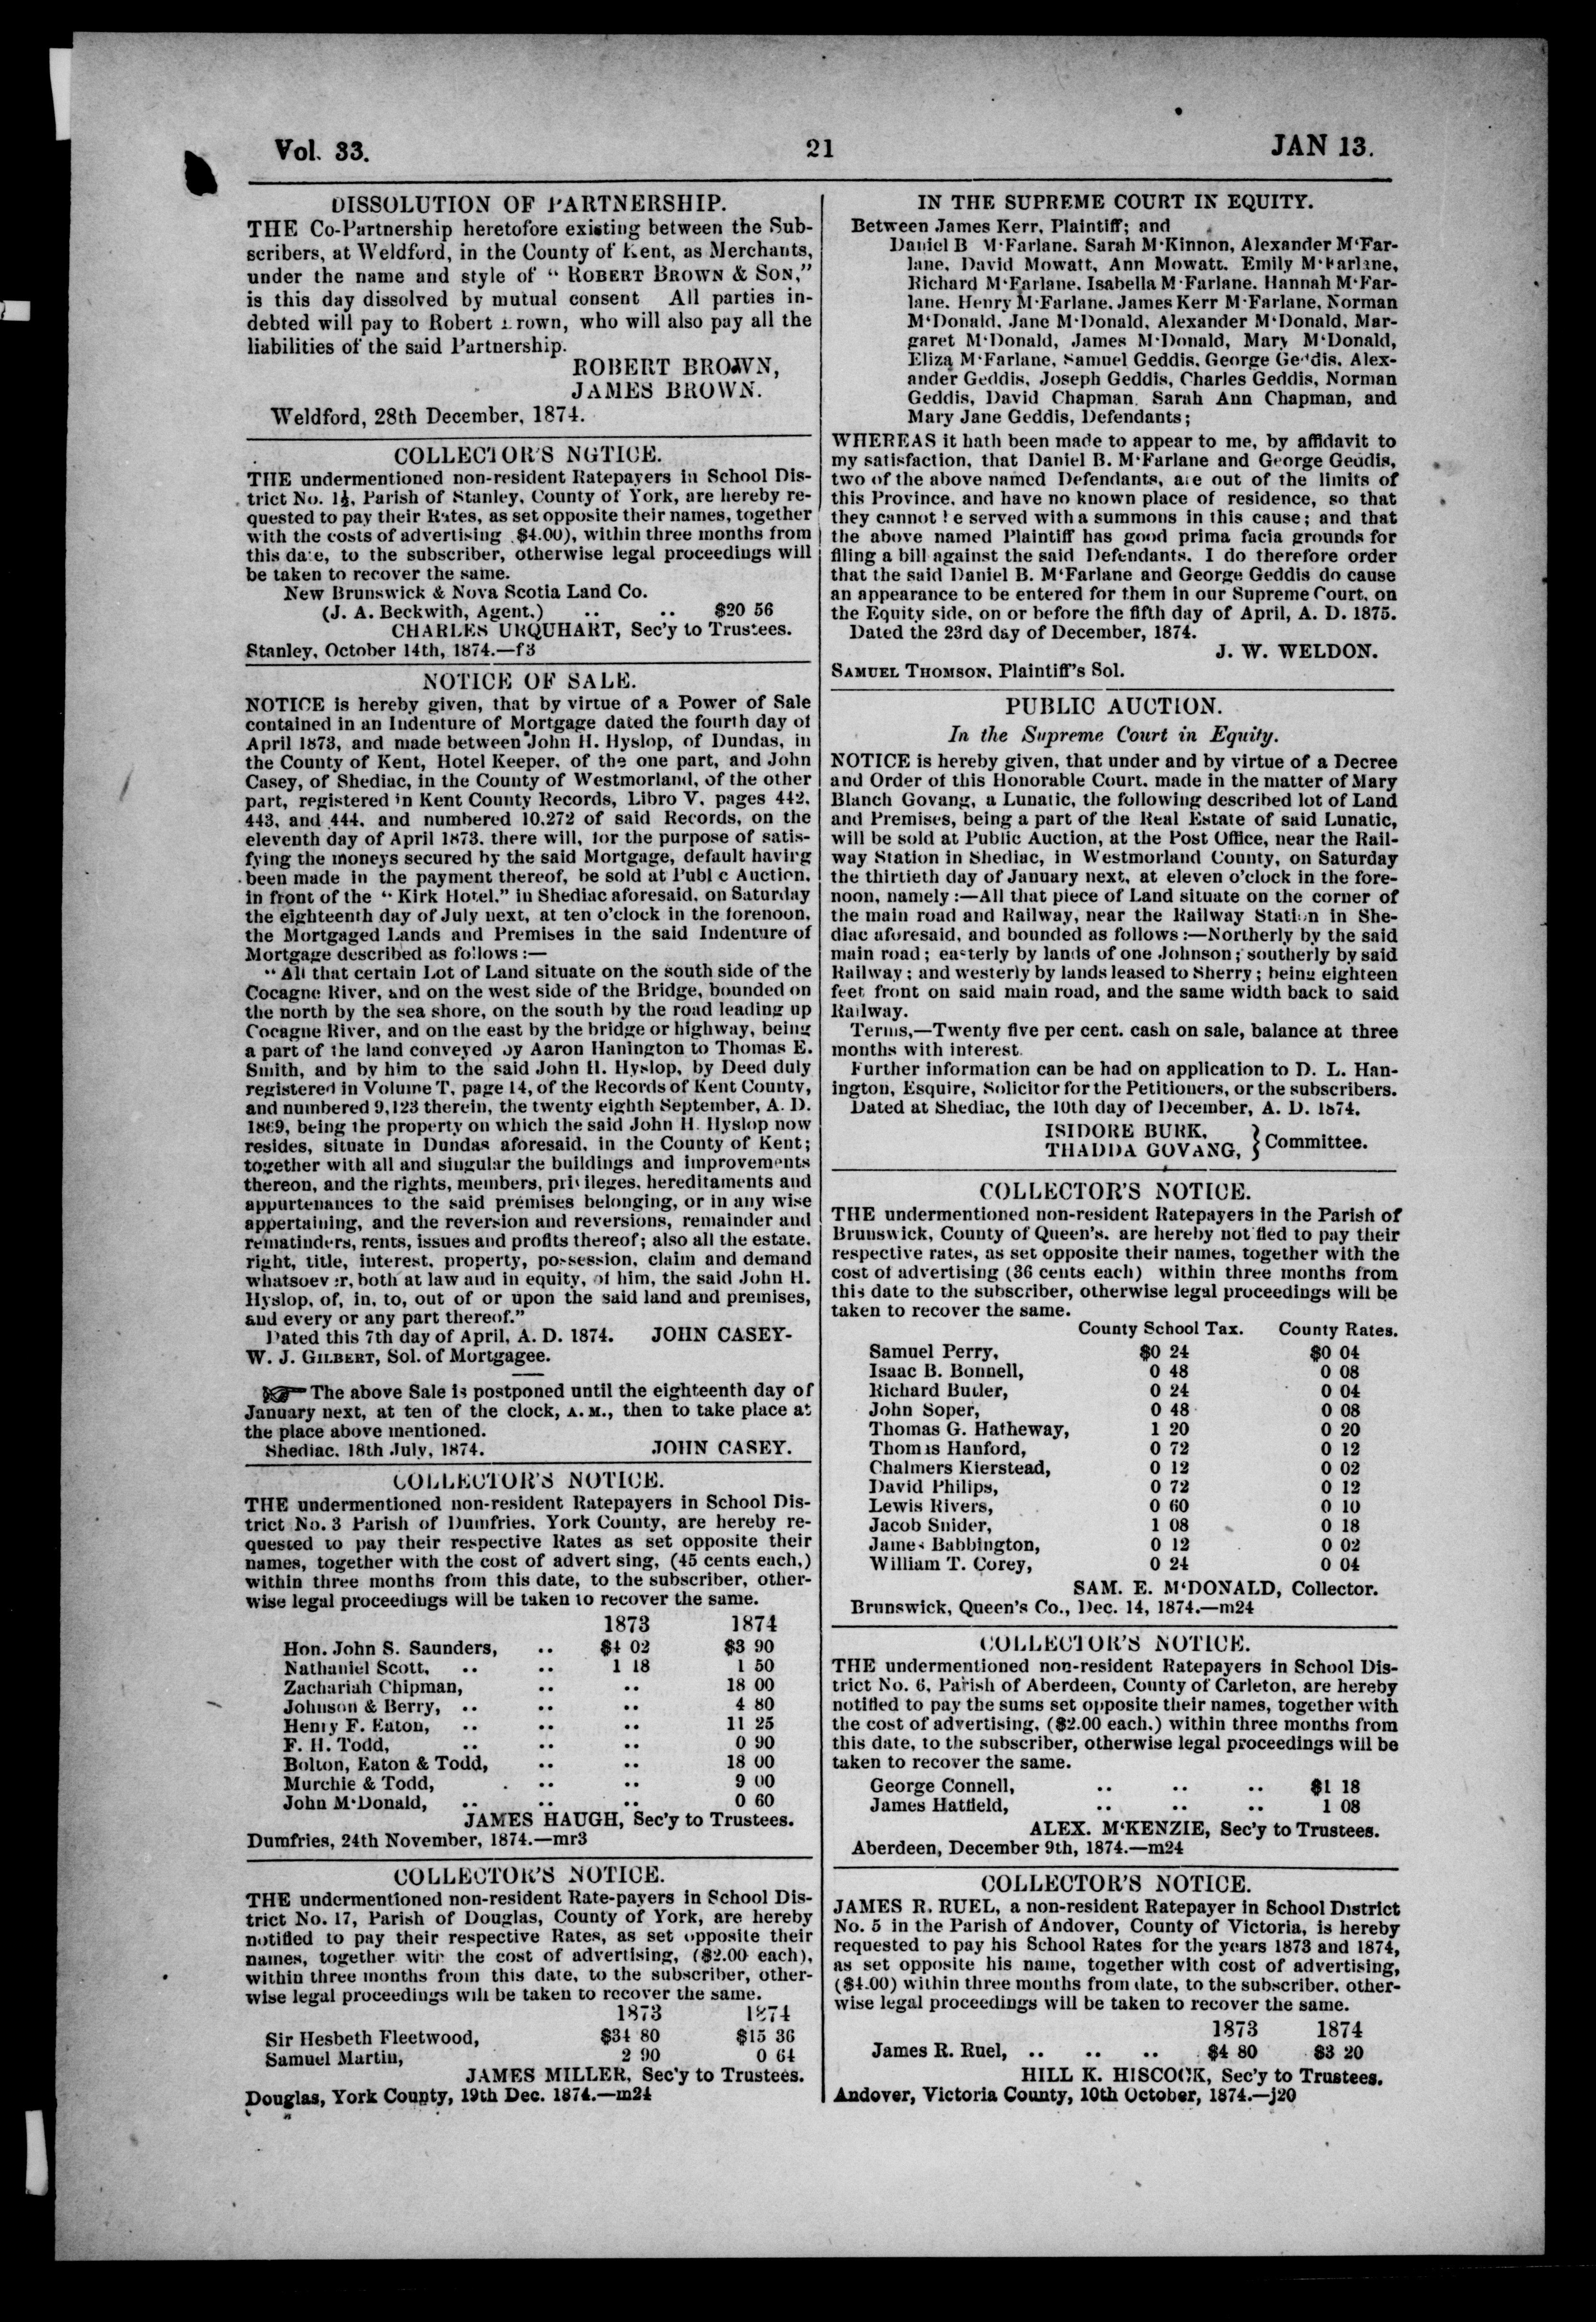 Vol. 33.
21
JAN 13.
DISSOLUTION OF PARTNERSHIP.
THE Co-Partnership heretofore existing between the Sub-
scribers, at Weldford, in the County of Kent, as Merchants,
under the name and style of "ROBERT BROWN & SON,"
is this day dissolved by mutual consent All parties in-
debted will pay to Robert Brown, who will also pay all the
liabilities of the said Partnership.
ROBERT BROWN,
JAMES BROWN.
Weldford, 28th December, 1874.
COLLECTOR'S NOTICE.
THE undermentioned non-resident Ratepayers in School Dis-
trict No. 1½, Parish of Stanley, County of York, are hereby re-
quested to pay their Rates, as set opposite their names, together
with the costs of advertising ($4.00), within three months from
this date, to the subscriber, otherwise legal proceedings will
be taken to recover the same.
New Brunswick & Nova Scotia Land Co.
(J. A. Beckwith, Agent,) .. .. $20 56
CHARLES URQUHART, Sec'y to Trustees.
Stanley, October 14th, 1874.—f3
NOTICE OF SALE.
NOTICE is hereby given, that by virtue of a Power of Sale
contained in an Indenture of Mortgage dated the fourth day of
April 1873, and made between John H. Hyslop, of Dundas, in
the County of Kent, Hotel Keeper, of the one part, and John
Casey, of Shediac, in the County of Westmorland, of the other
part, registered in Kent County Records, Libro V. pages 442,
443, and 444, and numbered 10,272 of said Records, on the
eleventh day of April 1873, there will, for the purpose of satis-
fying the moneys secured by the said Mortgage, default having
been made in the payment thereof, be sold at Public Auction,
in front of the "Kirk Hotel," in Shediac aforesaid, on Saturday
the eighteenth day of July next, at ten o'clock in the forenoon,
the Mortgaged Lands and Premises in the said Indenture of
Mortgage described as follows:—
"All that certain Lot of Land situate on the south side of the
Cocagne River, and on the west side of the Bridge, bounded on
the north by the sea shore, on the south by the road leading up
Cocagne River, and on the east by the bridge or highway, being
a part of the land conveyed by Aaron Hanington to Thomas E.
Smith, and by him to the said John H. Hyslop, by Deed duly
registered in Volume T, page 14, of the Records of Kent County,
and numbered 9,123 therein, the twenty eighth September, A. D.
1869, being the property on which the said John H. Hyslop now
resides, situate in Dundas aforesaid, in the County of Kent;
together with all and singular the buildings and improvements
thereon, and the rights, members, privileges, hereditaments and
appurtenances to the said premises belonging, or in any wise
appertaining, and the reversion and reversions, remainder and
rematinders, rents, issues and profits thereof; also all the estate,
right, title, interest, property, possession, claim and demand
whatsoever, both at law and in equity, of him, the said John H.
Hyslop, of, in, to, out of or upon the said land and premises,
and every or any part thereof."
Dated this 7th day of April, A. D. 1874. JOHN CASEY-
W. J. GILBERT, Sol. of Mortgagee.
☞ The above Sale is postponed until the eighteenth day of
January next, at ten of the clock, A. M., then to take place at
the place above mentioned.
Shediac, 18th July, 1874. JOHN CASEY.
COLLECTOR'S NOTICE.
THE undermentioned non-resident Ratepayers in School Dis-
trict No. 3 Parish of Dumfries, York County, are hereby re-
quested to pay their respective Rates as set opposite their
names, together with the cost of advertising, (45 cents each,)
within three months from this date, to the subscriber, other-
wise legal proceedings will be taken to recover the same.
1873 1874
Hon. John S. Saunders, .. $4 02 $3 90
Nathaniel Scott, .. .. 1 18 1 50
Zachariah Chipman, .. .. 18 00
Johnson & Berry, .. .. .. 4 80
Henry F. Eaton, .. .. .. 11 25
F. H. Todd, .. .. .. 0 90
Bolton, Eaton & Todd, .. .. 18 00
Murchie & Todd, .. .. 9 00
John M'Donald, .. .. .. 0 60
JAMES HAUGH, Sec'y to Trustees.
Dumfries, 24th November, 1874.—mr3
COLLECTOR'S NOTICE.
THE undermentioned non-resident Rate-payers in School Dis-
trict No. 17, Parish of Douglas, County of York, are hereby
notified to pay their respective Rates, as set opposite their
names, together with the cost of advertising, ($2.00 each),
within three months from this date, to the subscriber, other-
wise legal proceedings will be taken to recover the same.
1873 1874
Sir Hesbeth Fleetwood, $34 80 $15 36
Samuel Martin, 2 90 0 64
JAMES MILLER, Sec'y to Trustees.
Douglas, York County, 19th Dec. 1874.—m24
IN THE SUPREME COURT IN EQUITY.
Between James Kerr, Plaintiff; and
Daniel B M'Farlane, Sarah M'Kinnon, Alexander M'Far-
lane, David Mowatt, Ann Mowatt, Emily M'Farlane,
Richard M'Farlane, Isabella M'Farlane, Hannah M'Far-
lane, Henry M'Farlane, James Kerr M'Farlane, Norman
M'Donald, Jane M'Donald, Alexander M'Donald, Mar-
garet M'Donald, James M'Donald, Mary M'Donald,
Eliza M'Farlane, Samuel Geddis, George Geddis, Alex-
ander Geddis, Joseph Geddis, Charles Geddis, Norman
Geddis, David Chapman, Sarah Ann Chapman, and
Mary Jane Geddis, Defendants;
WHEREAS it hath been made to appear to me, by affidavit to
my satisfaction, that Daniel B. M'Farlane and George Geddis,
two of the above named Defendants, are out of the limits of
this Province, and have no known place of residence, so that
they cannot be served with a summons in this cause; and that
the above named Plaintiff has good prima facia grounds for
filing a bill against the said Defendants. I do therefore order
that the said Daniel B. M'Farlane and George Geddis do cause
an appearance to be entered for them in our Supreme Court, on
the Equity side, on or before the fifth day of April, A. D. 1875.
Dated the 23rd day of December, 1874.
J. W. WELDON.
SAMUEL THOMSON, Plaintiff's Sol.
PUBLIC AUCTION.
In the Supreme Court in Equity.
NOTICE is hereby given, that under and by virtue of a Decree
and Order of this Honorable Court, made in the matter of Mary
Blanch Govang, a Lunatic, the following described lot of Land
and Premises, being a part of the Real Estate of said Lunatic,
will be sold at Public Auction, at the Post Office, near the Rail-
way Station in Shediac, in Westmorland County, on Saturday
the thirtieth day of January next, at eleven o'clock in the fore-
noon, namely:—All that piece of Land situate on the corner of
the main road and Railway, near the Railway Station in She-
diac aforesaid, and bounded as follows:—Northerly by the said
main road; easterly by lands of one Johnson; southerly by said
Railway; and westerly by lands leased to Sherry; being eighteen
feet front on said main road, and the same width back to said
Railway.
Terms,—Twenty five per cent. cash on sale, balance at three
months with interest.
Further information can be had on application to D. L. Han-
ington, Esquire, Solicitor for the Petitioners, or the subscribers.
Dated at Shediac, the 10th day of December, A. D. 1874.
ISIDORE BURK,
THADDA GOVANG, } Committee.
COLLECTOR'S NOTICE.
THE undermentioned non-resident Ratepayers in the Parish of
Brunswick, County of Queen's, are hereby notified to pay their
respective rates, as set opposite their names, together with the
cost of advertising (36 cents each) within three months from
this date to the subscriber, otherwise legal proceedings will be
taken to recover the same.
County School Tax. County Rates.
Samuel Perry, $0 24 $0 04
Isaac B. Bonnell, 0 48 0 08
Richard Butler, 0 24 0 04
John Soper, 0 48 0 08
Thomas G. Hatheway, 1 20 0 20
Thomas Hanford, 0 72 0 12
Chalmers Kierstead, 0 12 0 02
David Philips, 0 72 0 12
Lewis Rivers, 0 60 0 10
Jacob Snider, 1 08 0 18
James Babbington, 0 12 0 02
William T. Corey, 0 24 0 04
SAM. E. M'DONALD, Collector.
Brunswick, Queen's Co., Dec. 14, 1874.—m24
COLLECTOR'S NOTICE.
THE undermentioned non-resident Ratepayers in School Dis-
trict No. 6, Parish of Aberdeen, County of Carleton, are hereby
notified to pay the sums set opposite their names, together with
the cost of advertising, ($2.00 each,) within three months from
this date, to the subscriber, otherwise legal proceedings will be
taken to recover the same.
George Connell, .. .. .. $1 18
James Hatfield, .. .. .. 1 08
ALEX. M'KENZIE, Sec'y to Trustees.
Aberdeen, December 9th, 1874.—m24
COLLECTOR'S NOTICE.
JAMES R. RUEL, a non-resident Ratepayer in School District
No. 5 in the Parish of Andover, County of Victoria, is hereby
requested to pay his School Rates for the years 1873 and 1874,
as set opposite his name, together with cost of advertising,
($4.00) within three months from date, to the subscriber, other-
wise legal proceedings will be taken to recover the same.
1873 1874
James R. Ruel, .. .. .. $4 80 $3 20
HILL K. HISCOCK, Sec'y to Trustees.
Andover, Victoria County, 10th October, 1874.—j20